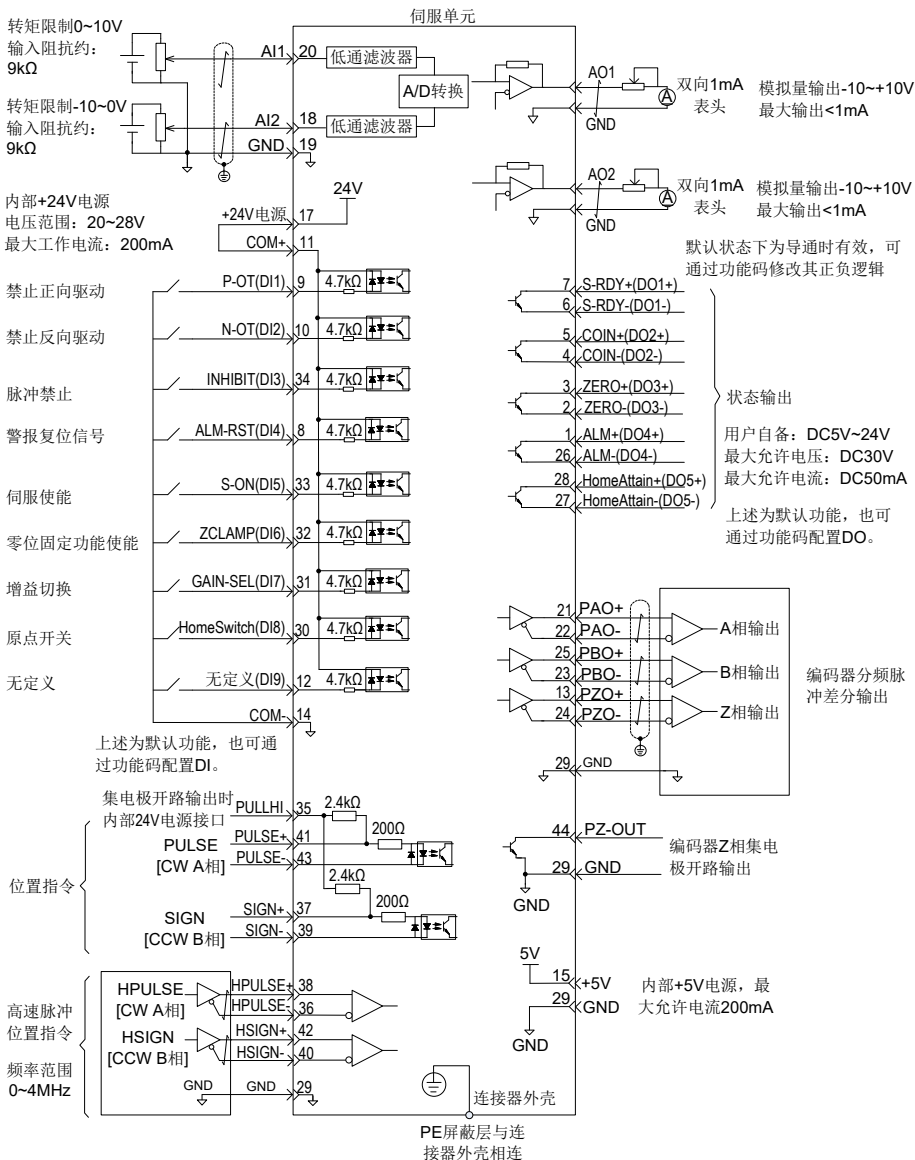 伺服单元
转矩限制0~10V
输入阻抗约：
9kΩ
AI1
20
低通滤波器
A/D转换
转矩限制-10~0V
输入阻抗约：
9kΩ
AI2
18
低通滤波器
GND
19
AO1
GND
A
双向1mA
表头
模拟量输出-10~+10V
最大输出<1mA
AO2
GND
A
双向1mA
表头
模拟量输出-10~+10V
最大输出<1mA
内部+24V电源
电压范围：20~28V
最大工作电流：200mA
24V
+24V电源
17
COM+
11
禁止正向驱动
P-OT(DI1)
9
4.7kΩ
禁止反向驱动
N-OT(DI2)
10
4.7kΩ
脉冲禁止
INHIBIT(DI3)
34
4.7kΩ
警报复位信号
ALM-RST(DI4)
8
4.7kΩ
伺服使能
S-ON(DI5)
33
4.7kΩ
零位固定功能使能
ZCLAMP(DI6)
32
4.7kΩ
增益切换
GAIN-SEL(DI7)
31
4.7kΩ
原点开关
HomeSwitch(DI8)
30
4.7kΩ
无定义
无定义(DI9)
12
4.7kΩ
COM-
14
上述为默认功能，也可通
过功能码配置DI。
默认状态下为导通时有效，可
通过功能码修改其正负逻辑
7
S-RDY+(DO1+)
6
S-RDY-(DO1-)
5
COIN+(DO2+)
4
COIN-(DO2-)
3
ZERO+(DO3+)
2
ZERO-(DO3-)
1
ALM+(DO4+)
26
ALM-(DO4-)
28
HomeAttain+(DO5+)
27
HomeAttain-(DO5-)
状态输出
用户自备：DC5V~24V
最大允许电压：DC30V
最大允许电流：DC50mA
上述为默认功能，也可
通过功能码配置DO。
21
PAO+
22
PAO-
A相输出
25
PBO+
23
PBO-
B相输出
13
PZO+
24
PZO-
Z相输出
编码器分频脉
冲差分输出
29
GND
集电极开路输出时
内部24V电源接口
PULLHI
35
2.4kΩ
位置指令
PULSE
[CW A相]
PULSE+
41
200Ω
PULSE-
43
2.4kΩ
SIGN
[CCW B相]
SIGN+
37
200Ω
SIGN-
39
44
PZ-OUT
29
GND
GND
编码器Z相集电
极开路输出
5V
15
+5V
29
GND
GND
内部+5V电源，最
大允许电流200mA
高速脉冲
位置指令
频率范围
0~4MHz
HPULSE
[CW A相]
HPULSE+
38
HPULSE-
36
HSIGN
[CCW B相]
HSIGN+
42
HSIGN-
40
GND
GND
29
连接器外壳
PE屏蔽层与连
接器外壳相连